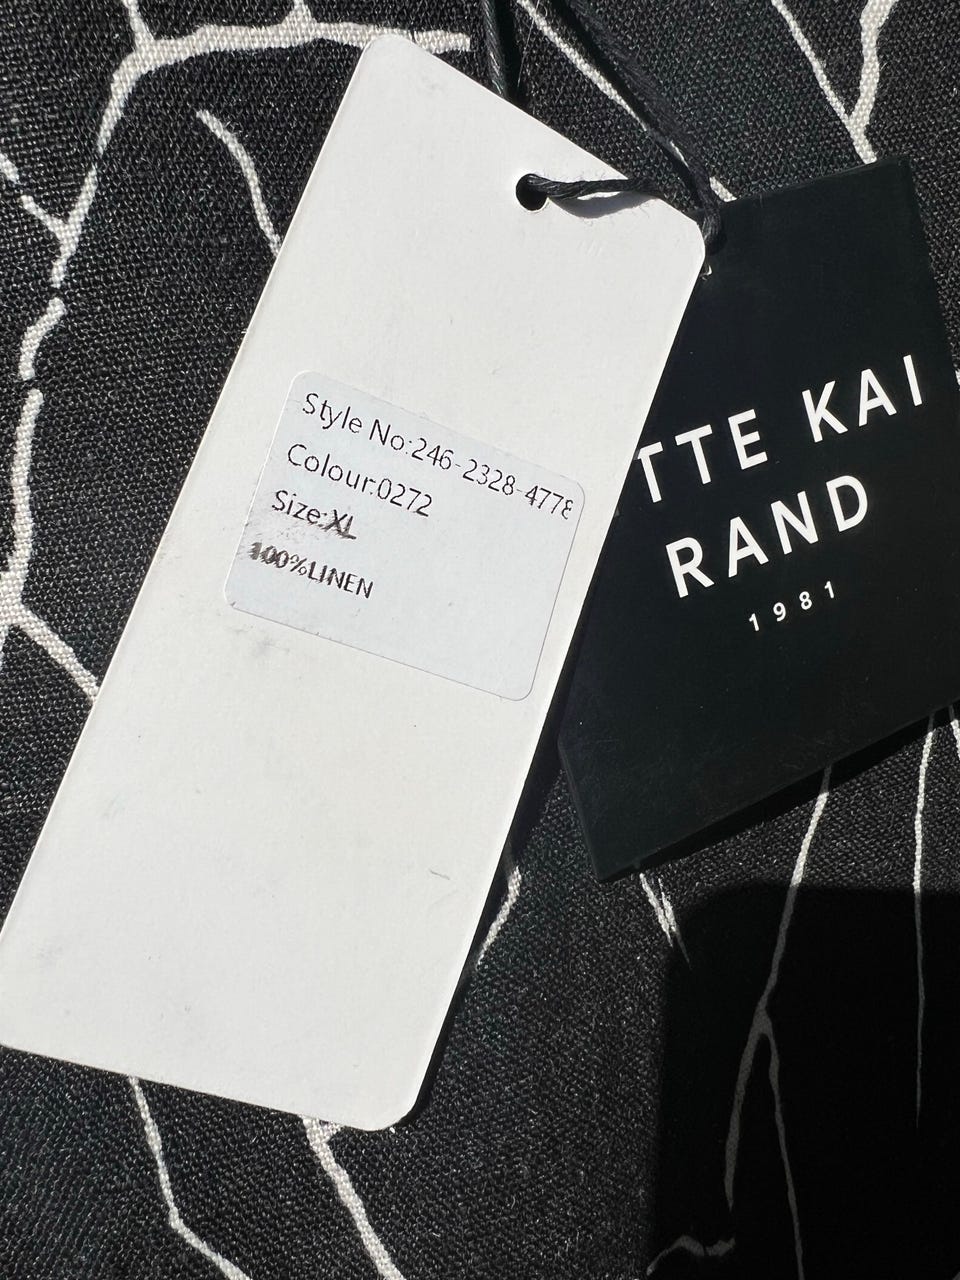 Style No:246-2328-4778
Colour:0272
Size:XL
100%LINEN
TTE KAI
RAND
1981